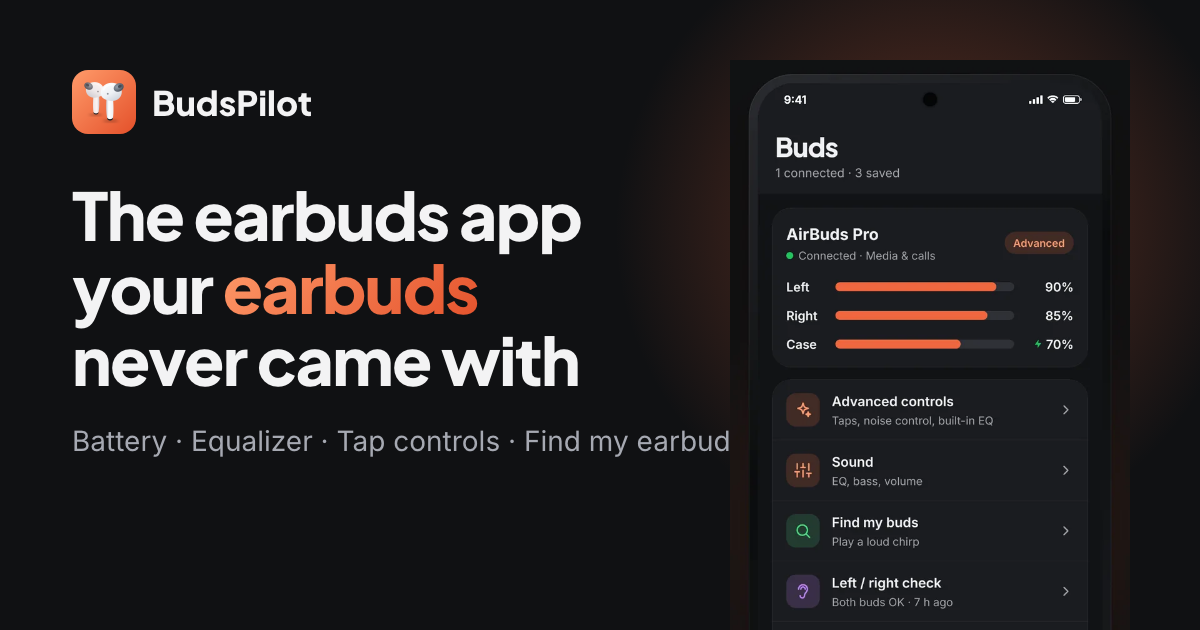 BudsPilot
The earbuds app
your earbuds
never came with
Battery · Equalizer · Tap controls · Find my earbud
9:41
Buds
1 connected · 3 saved
AirBuds Pro
Advanced
Connected · Media & calls
Left 90%
Right 85%
Case 70%
Advanced controls
Taps, noise control, built-in EQ
Sound
EQ, bass, volume
Find my buds
Play a loud chirp
Left / right check
Both buds OK · 7 h ago